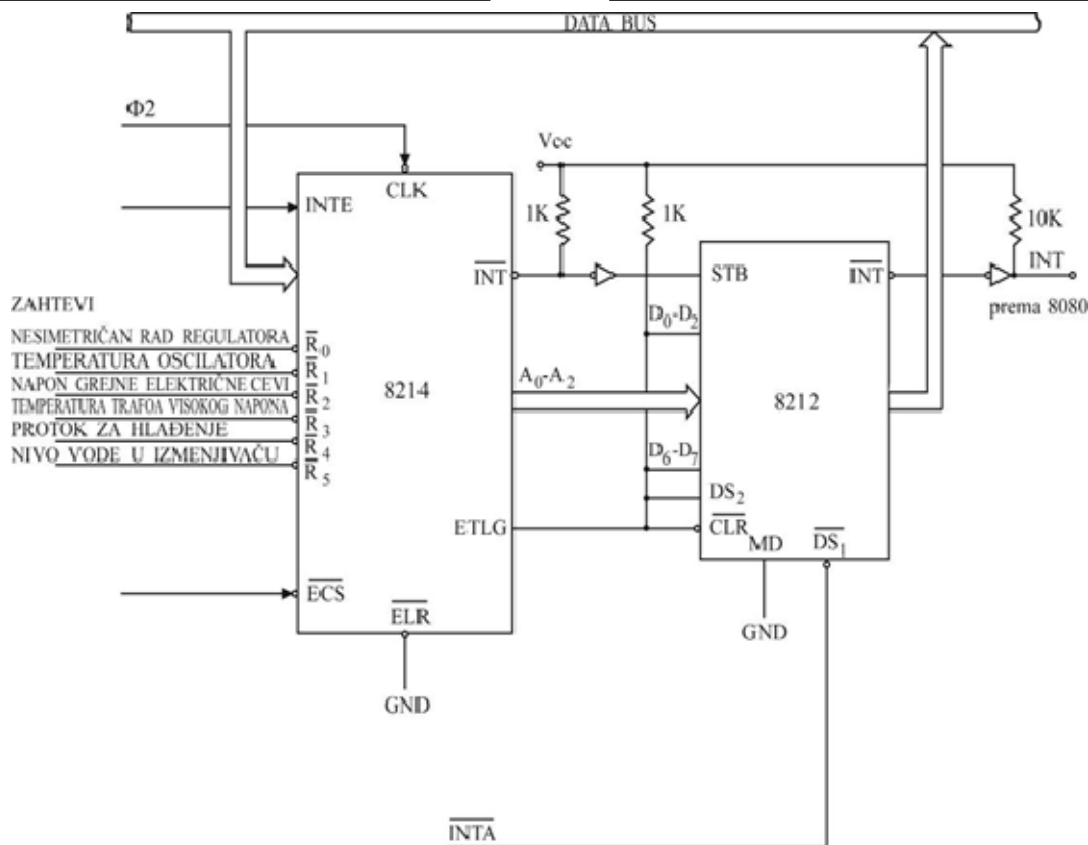 DATA BUS
Φ2
Vcc
CLK
INTE
1K
1K
10K
INT
STB
INT
INT
prema 8080
ZAHTEVI
D0-D2
NESIMETRIČAN RAD REGULATORA
R0
TEMPERATURA OSCILATORA
R1
NAPON GREJNE ELEKTRIČNE CEVI
R2
8214
A0-A2
8212
TEMPERATURA TRAFOA VISOKOG NAPONA
R3
PROTOK ZA HLAĐENJE
R4
NIVO VODE U IZMENJIVAČU
R5
D6-D7
DS2
ETLG
CLR
MD
DS1
ECS
ELR
GND
GND
INTA